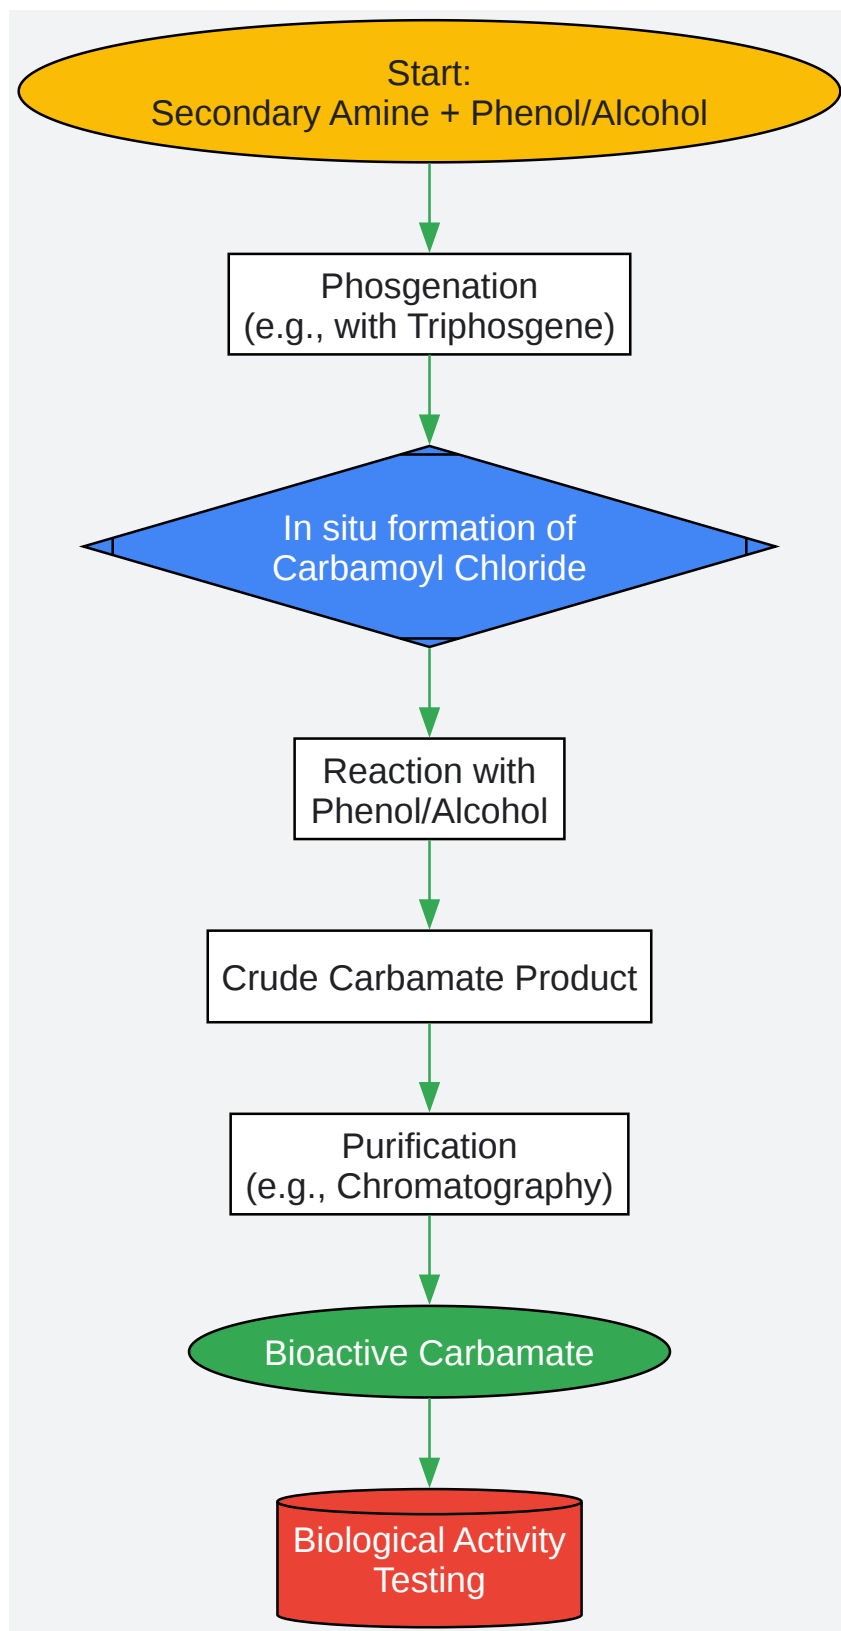 Start:
Secondary Amine + Phenol/Alcohol
Phosgenation
(e.g., with Triphosgene)
In situ formation of
Carbamoyl Chloride
Reaction with
Phenol/Alcohol
Crude Carbamate Product
Purification
(e.g., Chromatography)
Bioactive Carbamate
Biological Activity
Testing